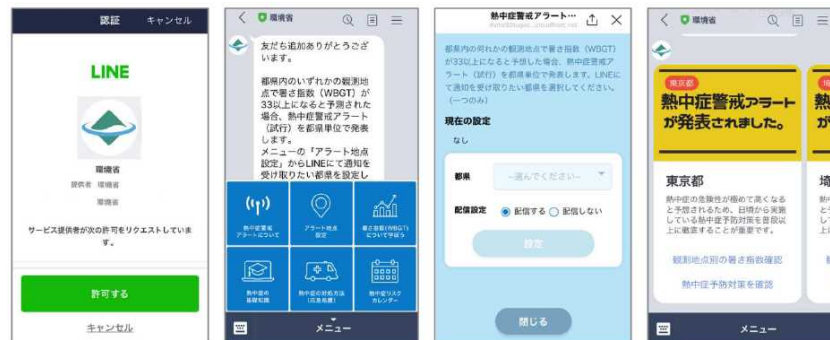 認証
キャンセル
LINE
環境省
提供者 環境省
環境省
サービス提供者が次の許可をリクエストしていま
す。
許可する
キャンセル
環境省
友だち追加ありがとうござ
います。
都県内のいずれかの観測地
点で暑さ指数(WBGT)が
33以上になると予測された
場合、熱中症警戒アラート
(試行)を都県単位で発表
します。
メニューの「アラート地点
設定」からLINEにて通知を
受け取りたい都県を設定し
熱中症警戒
アラートについて
アラート地点
設定
暑さ指数(WBGT)
について学ぼう
熱中症の
基礎知識
熱中症の対処方法
(応急処置)
熱中症リスク
カレンダー
メニュー
熱中症警戒アラート…
都県内の何れかの観測地点で暑さ指数(WBGT)
が33以上になると予想した場合、熱中症警戒ア
ラート(試行)を都県単位で発表します。LINEに
て通知を受け取りたい都県を選択してください。
(一つのみ)
現在の設定
なし
都県
-選んでください-
配信設定
配信する
配信しない
設定
閉じる
環境省
東京都
熱中症警戒アラート
が発表されました。
東京都
熱中症の危険性が極めて高くなる
と予想されるため、日頃から実施
している熱中症予防対策を普段以
上に徹底することが重要です。
観測地点別の暑さ指数確認
熱中症予防対策を確認
メニュー